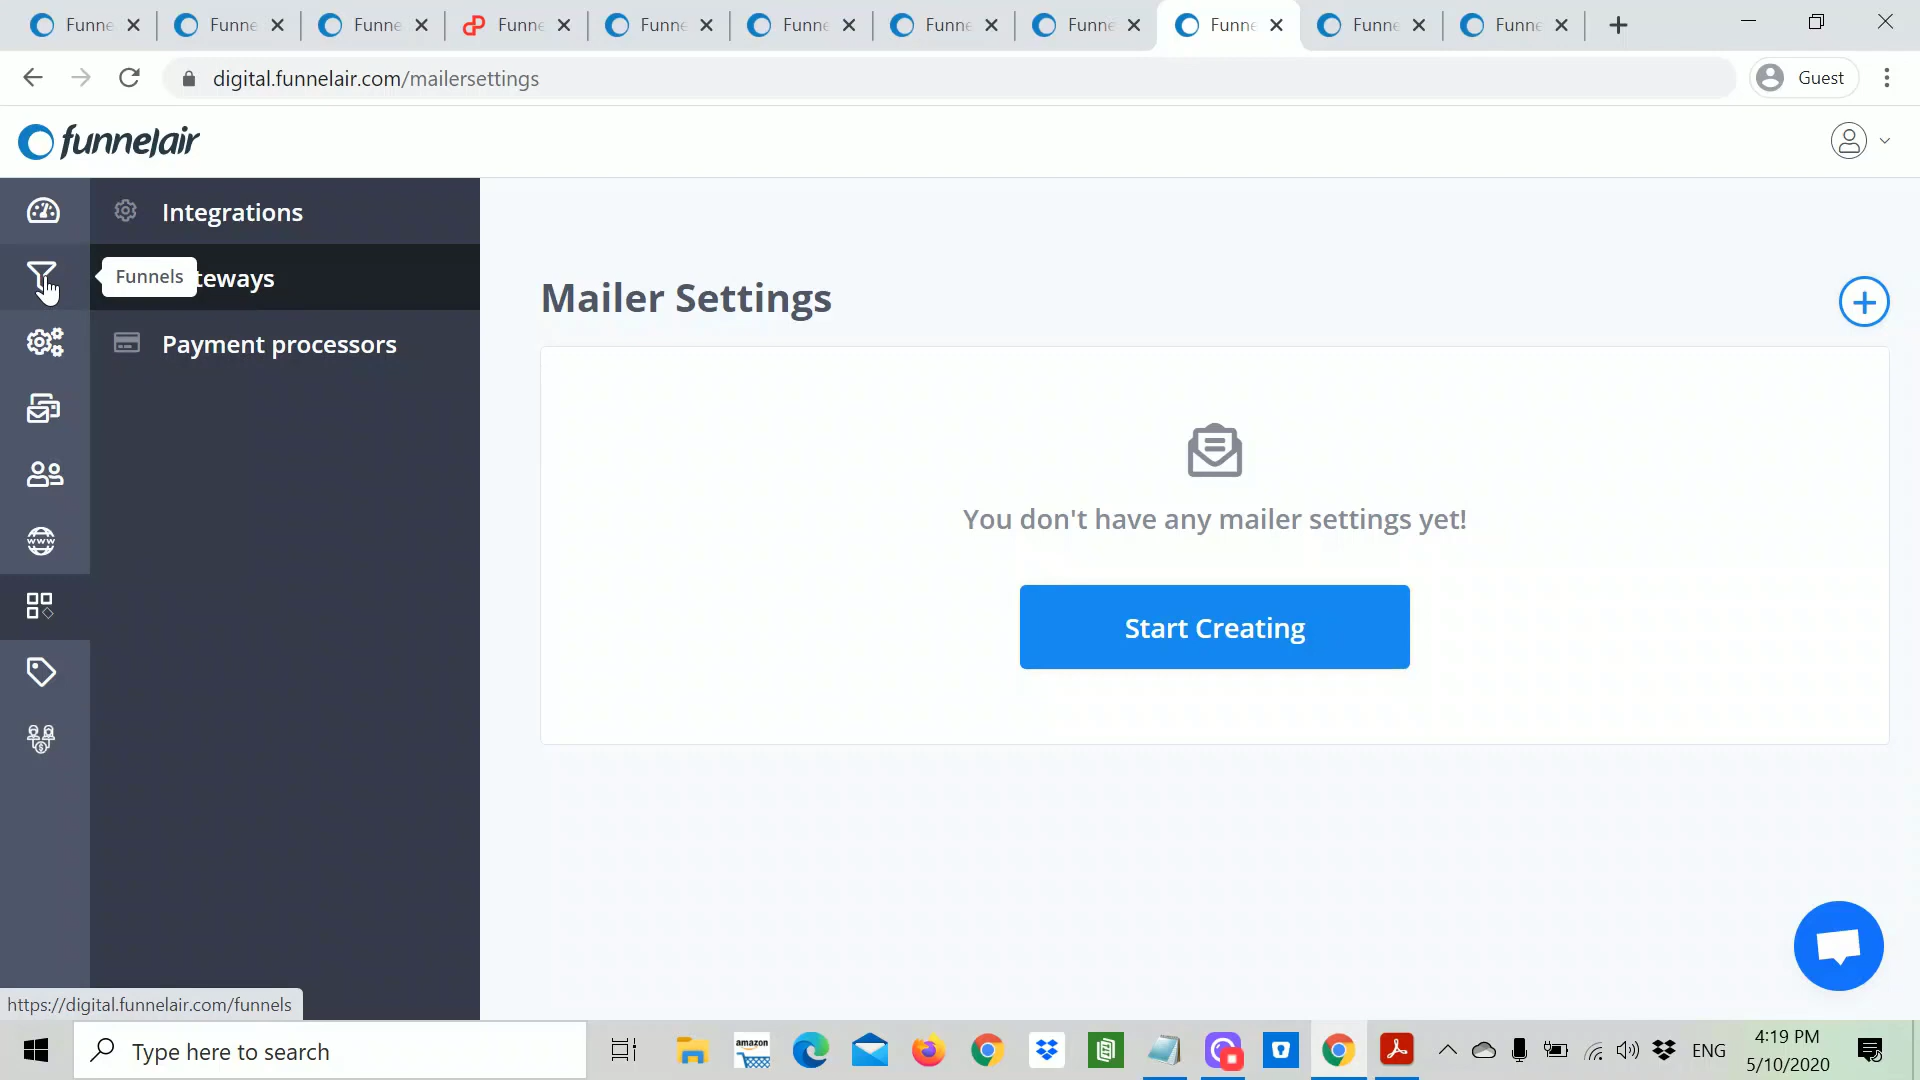 Funne Funne Funne Funne Funne Funne Funne Funne Funne Funne Funne
digital.funnelair.com/mailersettings
Guest
funnelair
Integrations
Funnels
teways
Payment processors
Mailer Settings
You don't have any mailer settings yet!
Start Creating
https://digital.funnelair.com/funnels
Type here to search
amazon
ENG
4:19 PM
5/10/2020